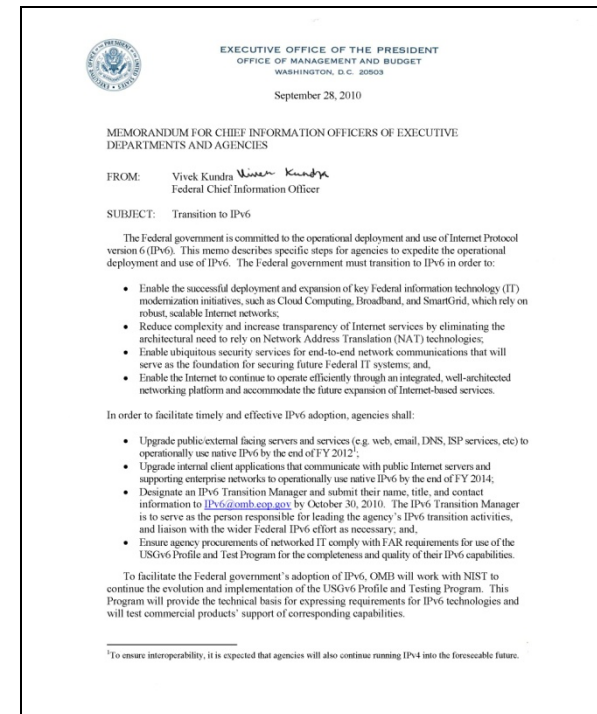 EXECUTIVE OFFICE OF THE PRESIDENT
OFFICE OF MANAGEMENT AND BUDGET
WASHINGTON, D.C. 20503
September 28, 2010
MEMORANDUM FOR CHIEF INFORMATION OFFICERS OF EXECUTIVE
DEPARTMENTS AND AGENCIES
FROM: Vivek Kundra Vivek Kundra
Federal Chief Information Officer
SUBJECT: Transition to IPv6
The Federal government is committed to the operational deployment and use of Internet Protocol
version 6 (IPv6). This memo describes specific steps for agencies to expedite the operational
deployment and use of IPv6. The Federal government must transition to IPv6 in order to:
• Enable the successful deployment and expansion of key Federal information technology (IT)
modernization initiatives, such as Cloud Computing, Broadband, and SmartGrid, which rely on
robust, scalable Internet networks;
• Reduce complexity and increase transparency of Internet services by eliminating the
architectural need to rely on Network Address Translation (NAT) technologies;
• Enable ubiquitous security services for end-to-end network communications that will
serve as the foundation for securing future Federal IT systems; and,
• Enable the Internet to continue to operate efficiently through an integrated, well-architected
networking platform and accommodate the future expansion of Internet-based services.
In order to facilitate timely and effective IPv6 adoption, agencies shall:
• Upgrade public/external facing servers and services (e.g. web, email, DNS, ISP services, etc) to
operationally use native IPv6 by the end of FY 2012¹;
• Upgrade internal client applications that communicate with public Internet servers and
supporting enterprise networks to operationally use native IPv6 by the end of FY 2014;
• Designate an IPv6 Transition Manager and submit their name, title, and contact
information to IPv6@omb.eop.gov by October 30, 2010. The IPv6 Transition Manager
is to serve as the person responsible for leading the agency's IPv6 transition activities,
and liaison with the wider Federal IPv6 effort as necessary; and,
• Ensure agency procurements of networked IT comply with FAR requirements for use of the
USGv6 Profile and Test Program for the completeness and quality of their IPv6 capabilities.
To facilitate the Federal government's adoption of IPv6, OMB will work with NIST to
continue the evolution and implementation of the USGv6 Profile and Testing Program. This
Program will provide the technical basis for expressing requirements for IPv6 technologies and
will test commercial products' support of corresponding capabilities.
¹To ensure interoperability, it is expected that agencies will also continue running IPv4 into the foreseeable future.